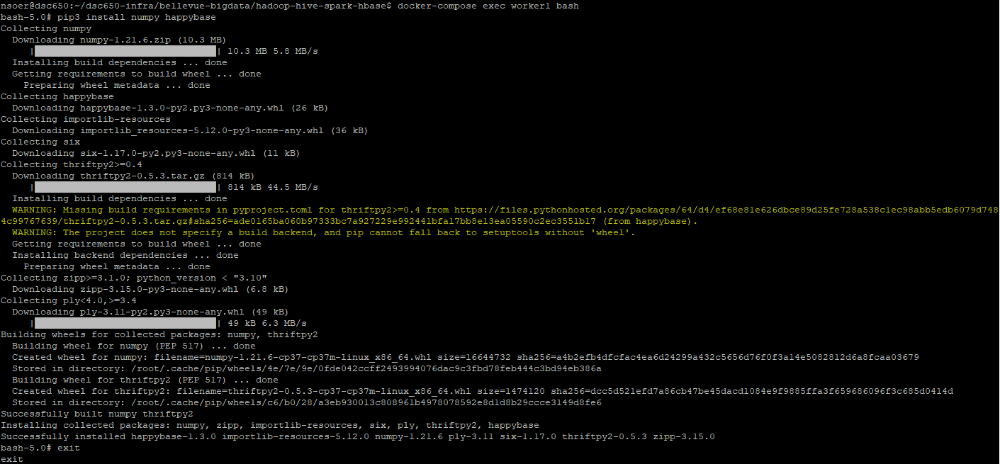 nsoer@dsc650:~/dsc650-infra/bellevue-bigdata/hadoop-hive-spark-hbase$ docker-compose exec worker1 bash
bash-5.0# pip3 install numpy happybase
Collecting numpy
  Downloading numpy-1.21.6.zip (10.3 MB)
     |                                | 10.3 MB 5.8 MB/s
  Installing build dependencies ... done
  Getting requirements to build wheel ... done
    Preparing wheel metadata ... done
Collecting happybase
  Downloading happybase-1.3.0-py2.py3-none-any.whl (26 kB)
Collecting importlib-resources
  Downloading importlib_resources-5.12.0-py3-none-any.whl (36 kB)
Collecting six
  Downloading six-1.17.0-py2.py3-none-any.whl (11 kB)
Collecting thriftpy2>=0.4
  Downloading thriftpy2-0.5.3.tar.gz (814 kB)
     |                                | 814 kB 44.5 MB/s
  Installing build dependencies ... done
  WARNING: Missing build requirements in pyproject.toml for thriftpy2>=0.4 from https://files.pythonhosted.org/packages/64/d4/ef68e81e626dbce89d25fe728a538c1ec98abb5edb6079d748
4c99767639/thriftpy2-0.5.3.tar.gz#sha256=ade0165ba060b97333bc7a927229e992441bfa17bb8e13ea05590c2ec3551b17 (from happybase).
  WARNING: The project does not specify a build backend, and pip cannot fall back to setuptools without 'wheel'.
  Getting requirements to build wheel ... done
  Installing backend dependencies ... done
    Preparing wheel metadata ... done
Collecting zipp>=3.1.0; python_version < "3.10"
  Downloading zipp-3.15.0-py3-none-any.whl (6.8 kB)
Collecting ply<4.0,>=3.4
  Downloading ply-3.11-py2.py3-none-any.whl (49 kB)
     |                                | 49 kB 6.3 MB/s
Building wheels for collected packages: numpy, thriftpy2
  Building wheel for numpy (PEP 517) ... done
  Created wheel for numpy: filename=numpy-1.21.6-cp37-cp37m-linux_x86_64.whl size=16644732 sha256=a4b2efb4dfcfac4ea6d24299a432c5656d76f0f3a14e5082812d6a8fcaa03679
  Stored in directory: /root/.cache/pip/wheels/4e/7e/9e/0fde042ccff2493994076dac9c3fbd78feb444c3bd94eb386a
  Building wheel for thriftpy2 (PEP 517) ... done
  Created wheel for thriftpy2: filename=thriftpy2-0.5.3-cp37-cp37m-linux_x86_64.whl size=1474120 sha256=dcc5d521efd7a86cb47be45dacd1084e9f9885ffa3f659686096f3c685d0414d
  Stored in directory: /root/.cache/pip/wheels/c6/b0/28/a3eb930013c808961b4978078592e8d1d8b29ccce3149d8fe6
Successfully built numpy thriftpy2
Installing collected packages: numpy, zipp, importlib-resources, six, ply, thriftpy2, happybase
Successfully installed happybase-1.3.0 importlib-resources-5.12.0 numpy-1.21.6 ply-3.11 six-1.17.0 thriftpy2-0.5.3 zipp-3.15.0
bash-5.0# exit
exit